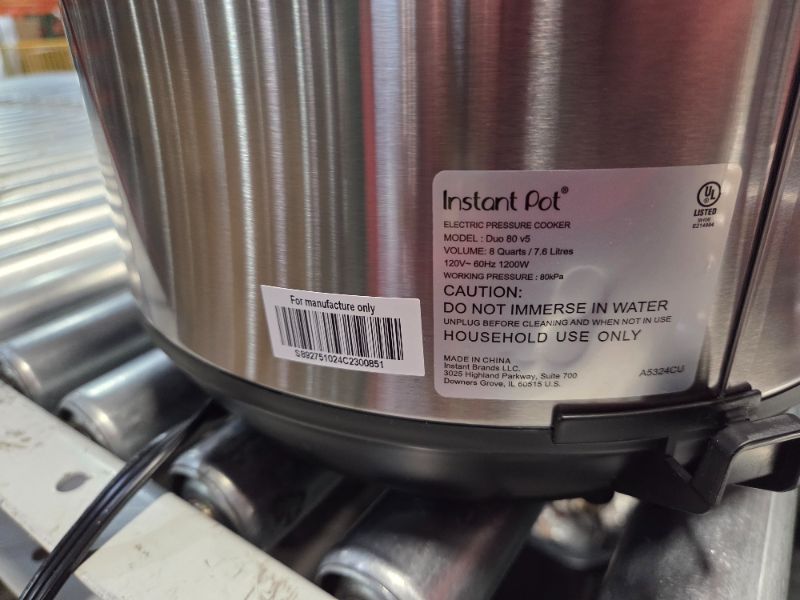 Instant Pot®
ELECTRIC PRESSURE COOKER
MODEL : Duo 80 v5
VOLUME: 8 Quarts / 7.6 Litres
120V~ 60Hz 1200W
WORKING PRESSURE : 80kPa
CAUTION:
DO NOT IMMERSE IN WATER
UNPLUG BEFORE CLEANING AND WHEN NOT IN USE
HOUSEHOLD USE ONLY
MADE IN CHINA
Instant Brands LLC.
3025 Highland Parkway, Suite 700
Downers Grove, IL 60515 U.S.
A5324CU
UL
LISTED
For manufacture only
S892751024C2300851